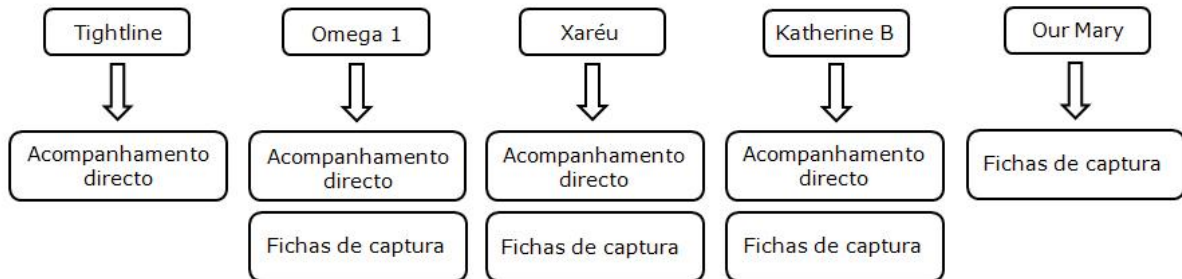 Tightline
Omega 1
Xaréu
Katherine B
Our Mary
Acompanhamento
directo
Acompanhamento
directo
Acompanhamento
directo
Acompanhamento
directo
Fichas de captura
Fichas de captura
Fichas de captura
Fichas de captura